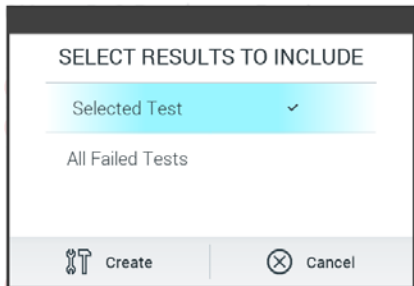 SELECT RESULTS TO INCLUDE
Selected Test
All Failed Tests
Create Cancel